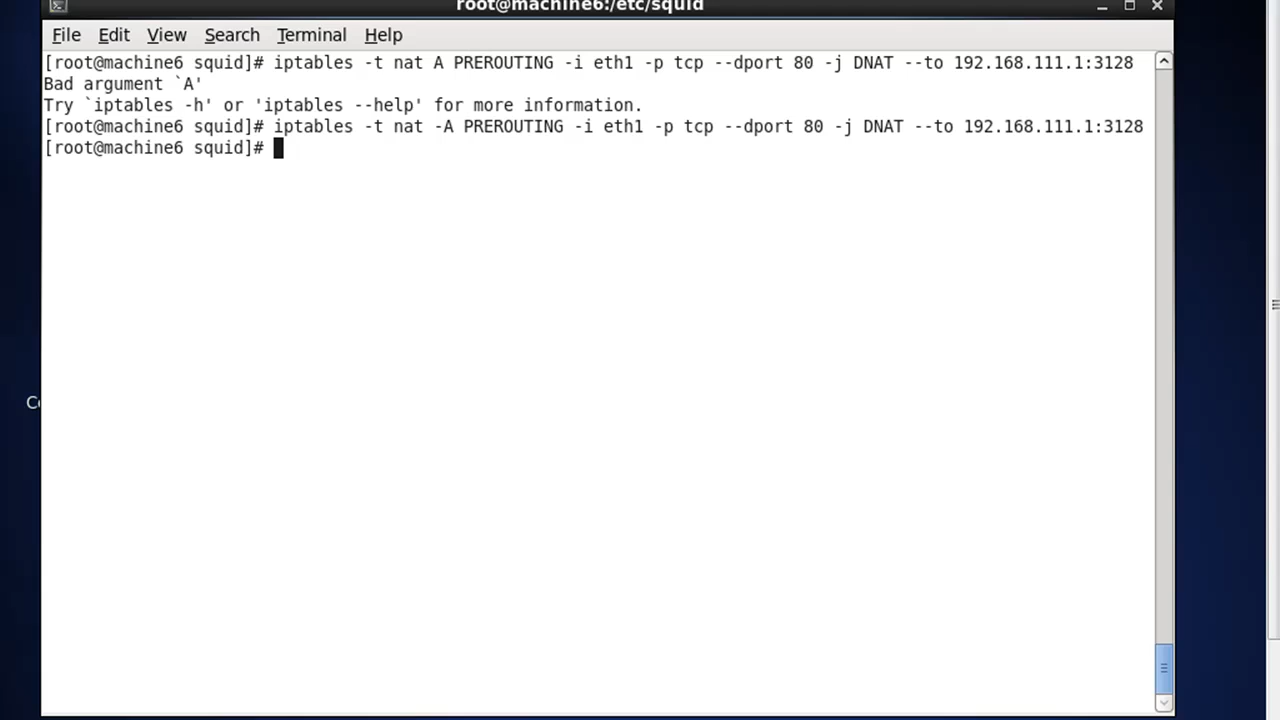 root@machine6:/etc/squid
File Edit View Search Terminal Help
[root@machine6 squid]# iptables -t nat A PREROUTING -i eth1 -p tcp --dport 80 -j DNAT --to 192.168.111.1:3128
Bad argument `A'
Try `iptables -h' or 'iptables --help' for more information.
[root@machine6 squid]# iptables -t nat -A PREROUTING -i eth1 -p tcp --dport 80 -j DNAT --to 192.168.111.1:3128
[root@machine6 squid]#